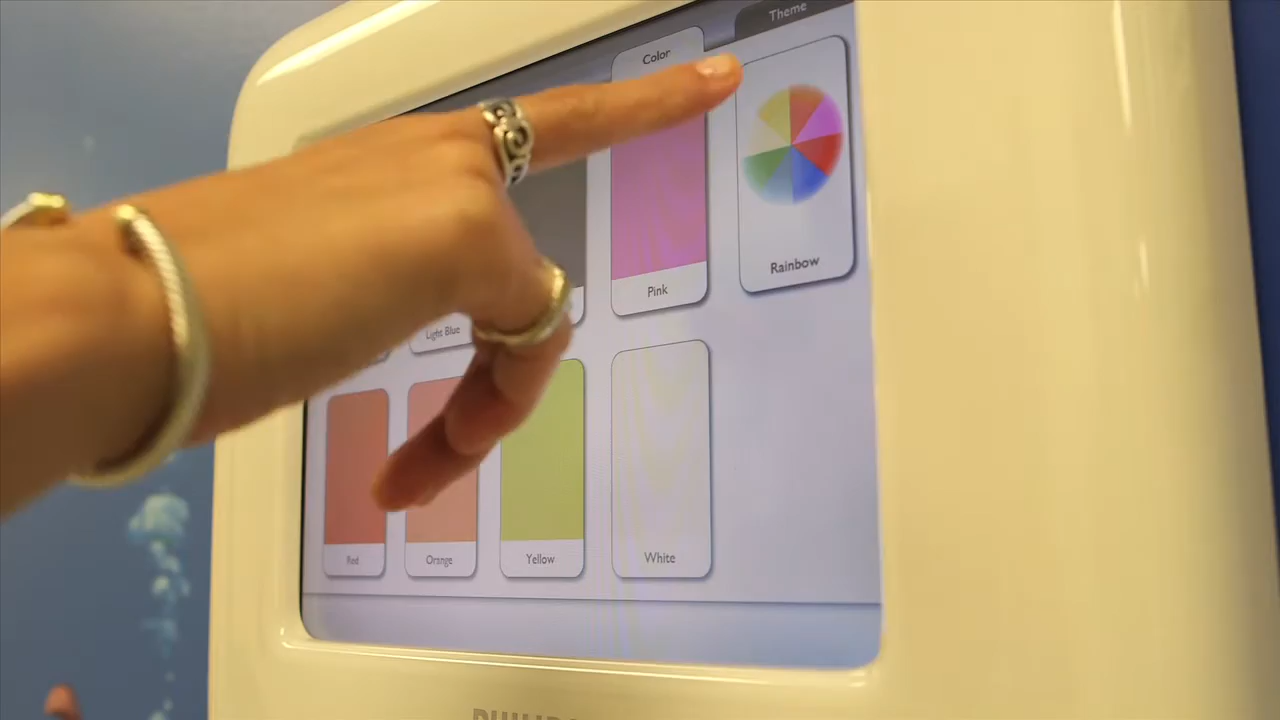 Theme
Color
Light Blue
Pink
Rainbow
Red
Orange
Yellow
White